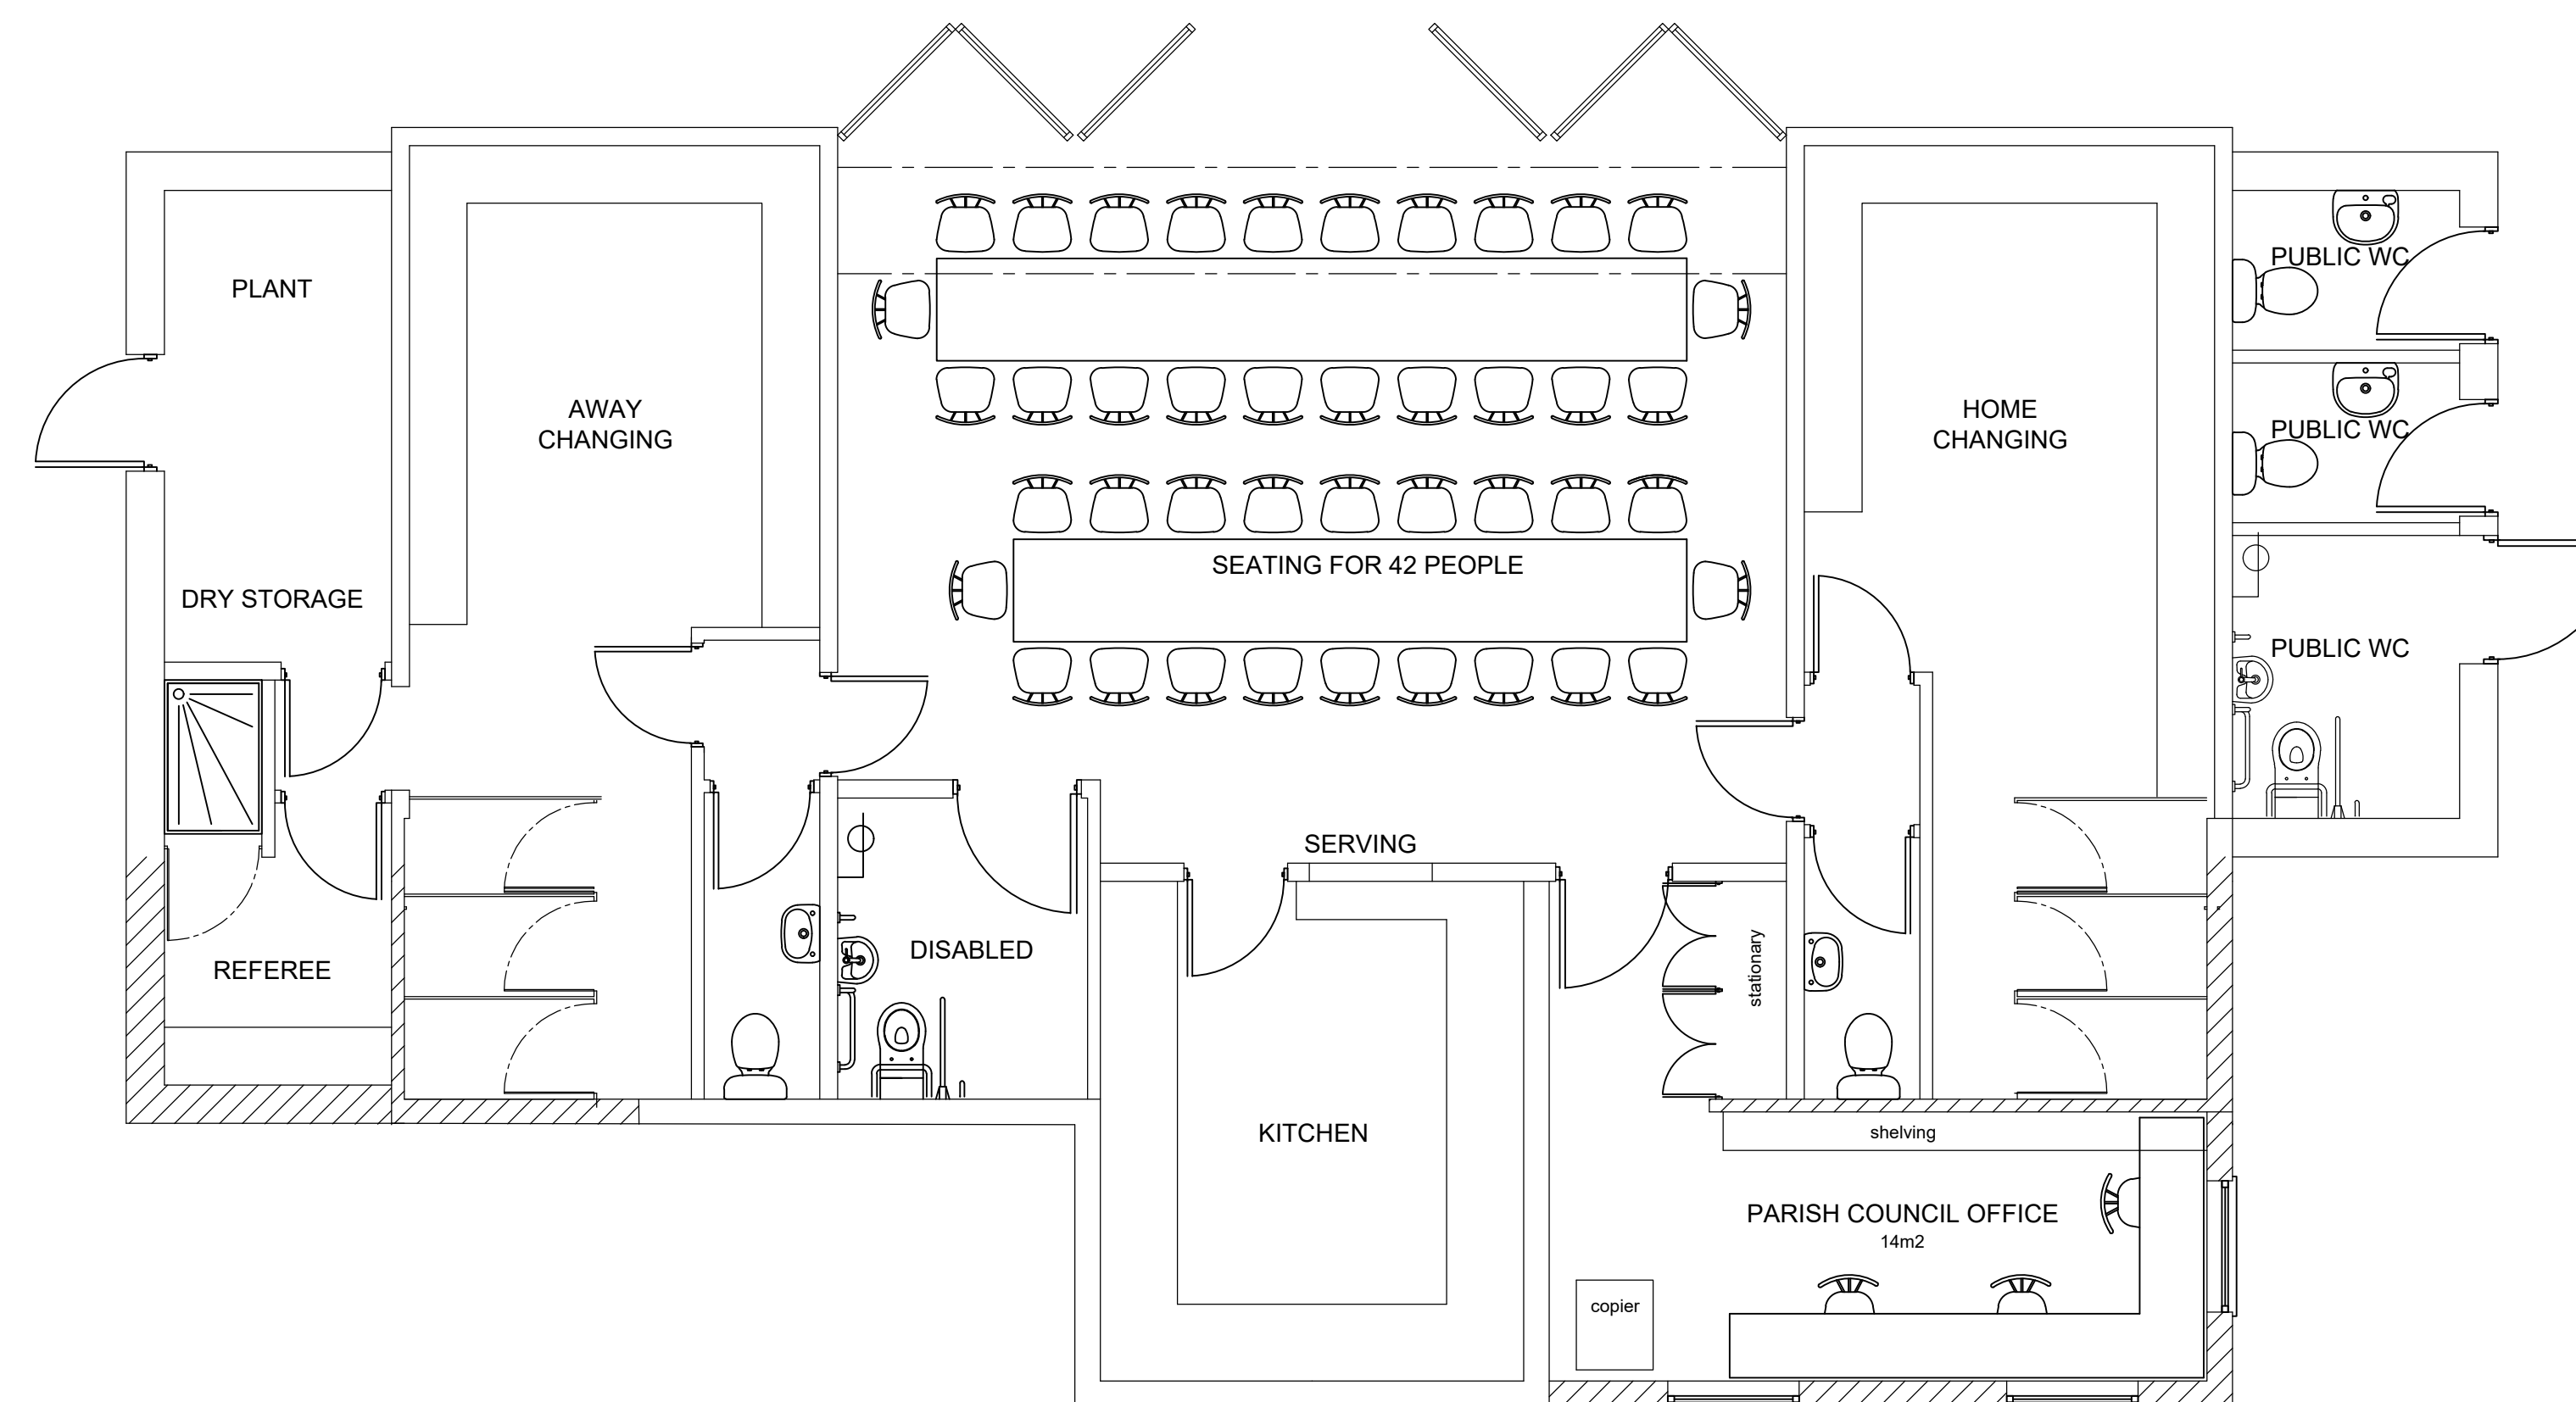 PLANT
AWAY
CHANGING
HOME
CHANGING
PUBLIC WC
PUBLIC WC
SEATING FOR 42 PEOPLE
DRY STORAGE
PUBLIC WC
SERVING
DISABLED
REFEREE
stationary
KITCHEN
shelving
PARISH COUNCIL OFFICE
14m2
copier